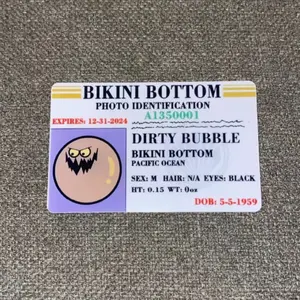 BIKINI BOTTOM
PHOTO IDENTIFICATION
A1350001
EXPIRES: 12-31-2024
DIRTY BUBBLE
BIKINI BOTTOM
PACIFIC OCEAN
SEX: M HAIR: N/A EYES: BLACK
HT: 0.15 WT: 0oz
DOB: 5-5-1959